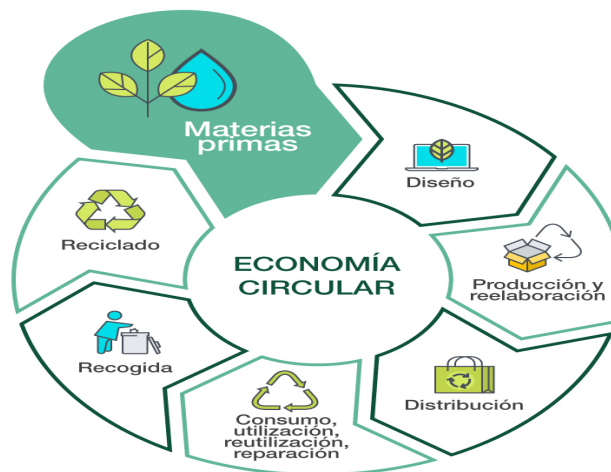 Materias
primas
Diseño
Producción y
reelaboración
Distribución
Consumo,
utilización,
reutilización,
reparación
Recogida
Reciclado
ECONOMÍA
CIRCULAR